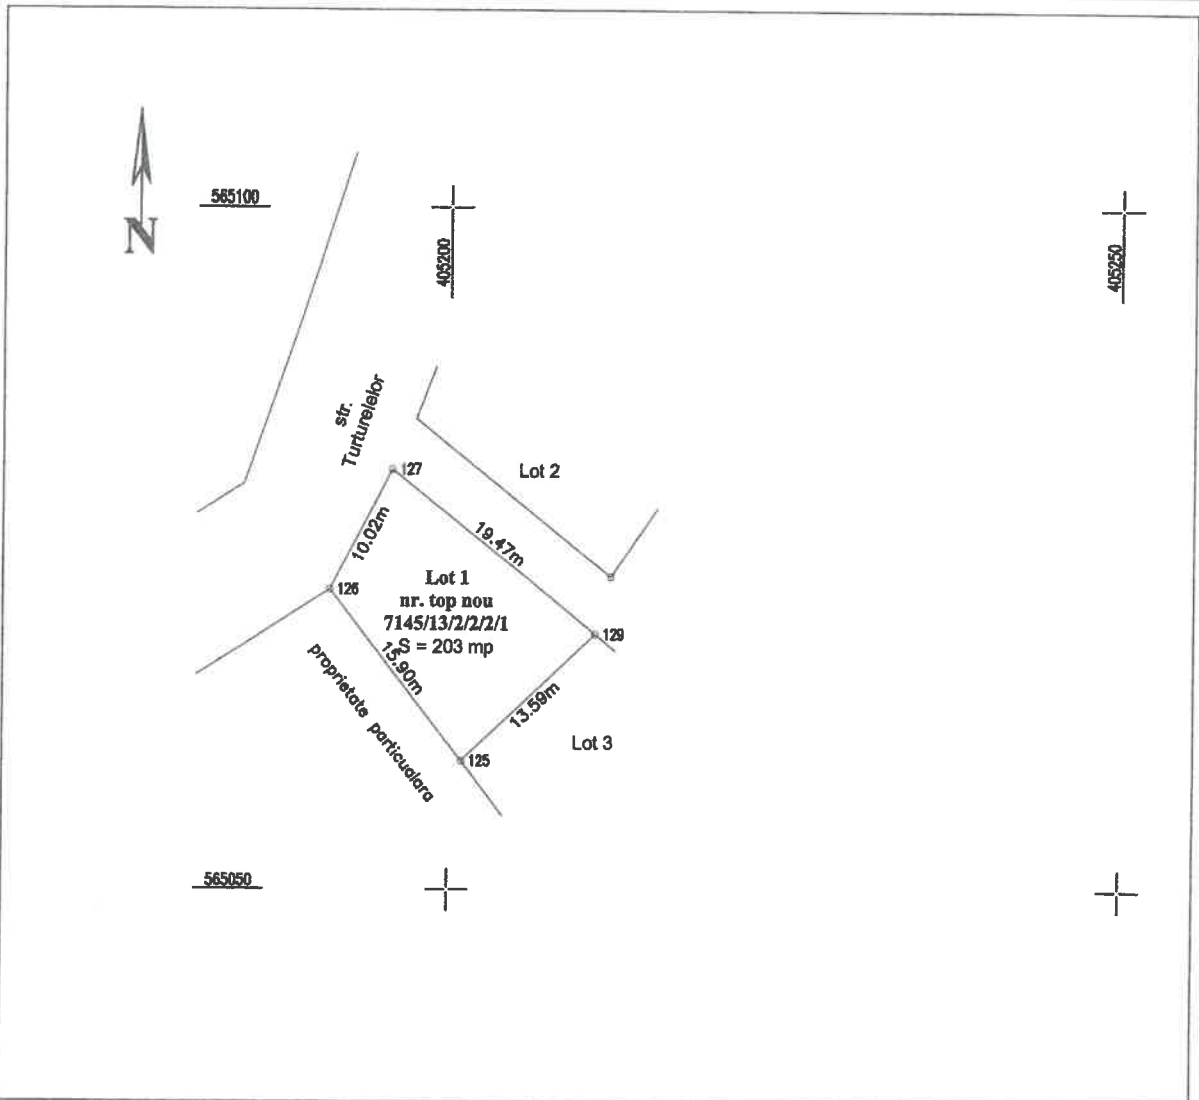 N
565100
405200
405250
str.
Turturelelor
127
Lot 2
10.02m
19.47m
Lot 1
nr. top nou
7145/13/2/2/2/1
S = 203 mp
126
129
15.90m
proprietate particualara
13.59m
Lot 3
125
565050